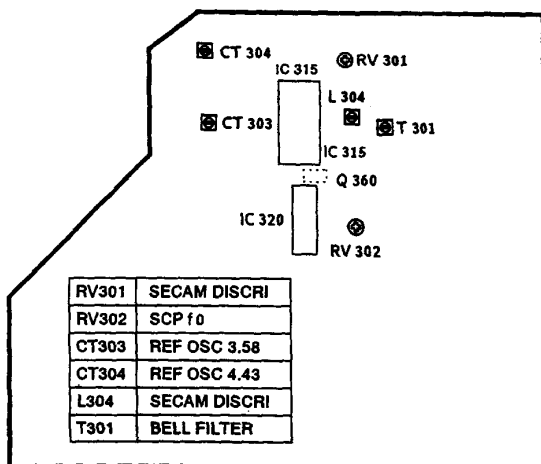 CT 304
IC 315
RV 301
L 304
CT 303
T 301
IC 315
Q 360
IC 320
RV 302
RV301 SECAM DISCRI
RV302 SCP f0
CT303 REF OSC 3.58
CT304 REF OSC 4.43
L304 SECAM DISCRI
T301 BELL FILTER